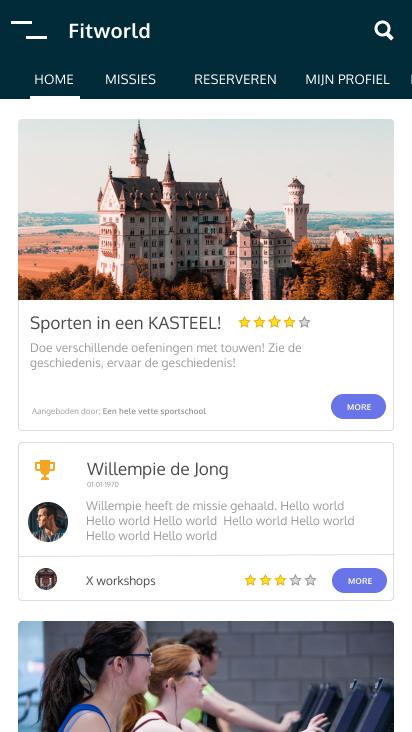 Fitworld
HOME MISSIES RESERVEREN MIJN PROFIEL
Sporten in een KASTEEL!
Doe verschillende oefeningen met touwen! Zie de
geschiedenis, ervaar de geschiedenis!
Aangeboden door: Een hele vette sportschool
MORE
Willempie de Jong
01-01-1970
Willempie heeft de missie gehaald. Hello world
Hello world Hello world  Hello world Hello world
Hello world Hello world
X workshops
MORE